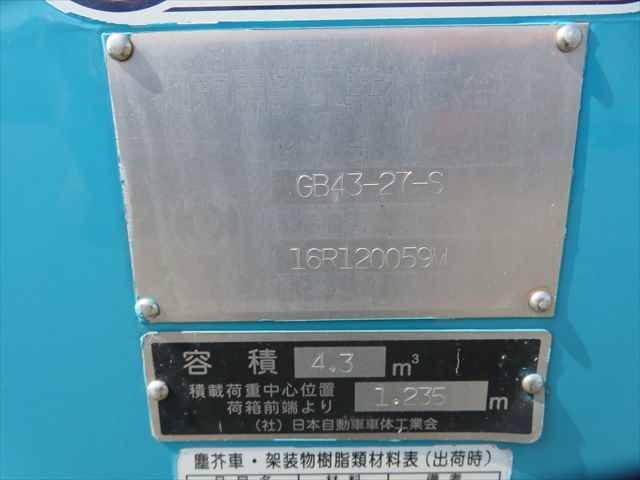 GB43-27-S
16R120059M
容積 4.3 m³
積載荷重中心位置
荷箱前端より 1.235 m
(社)日本自動車車体工業会
塵芥車・架装物樹脂類材料表(出荷時)